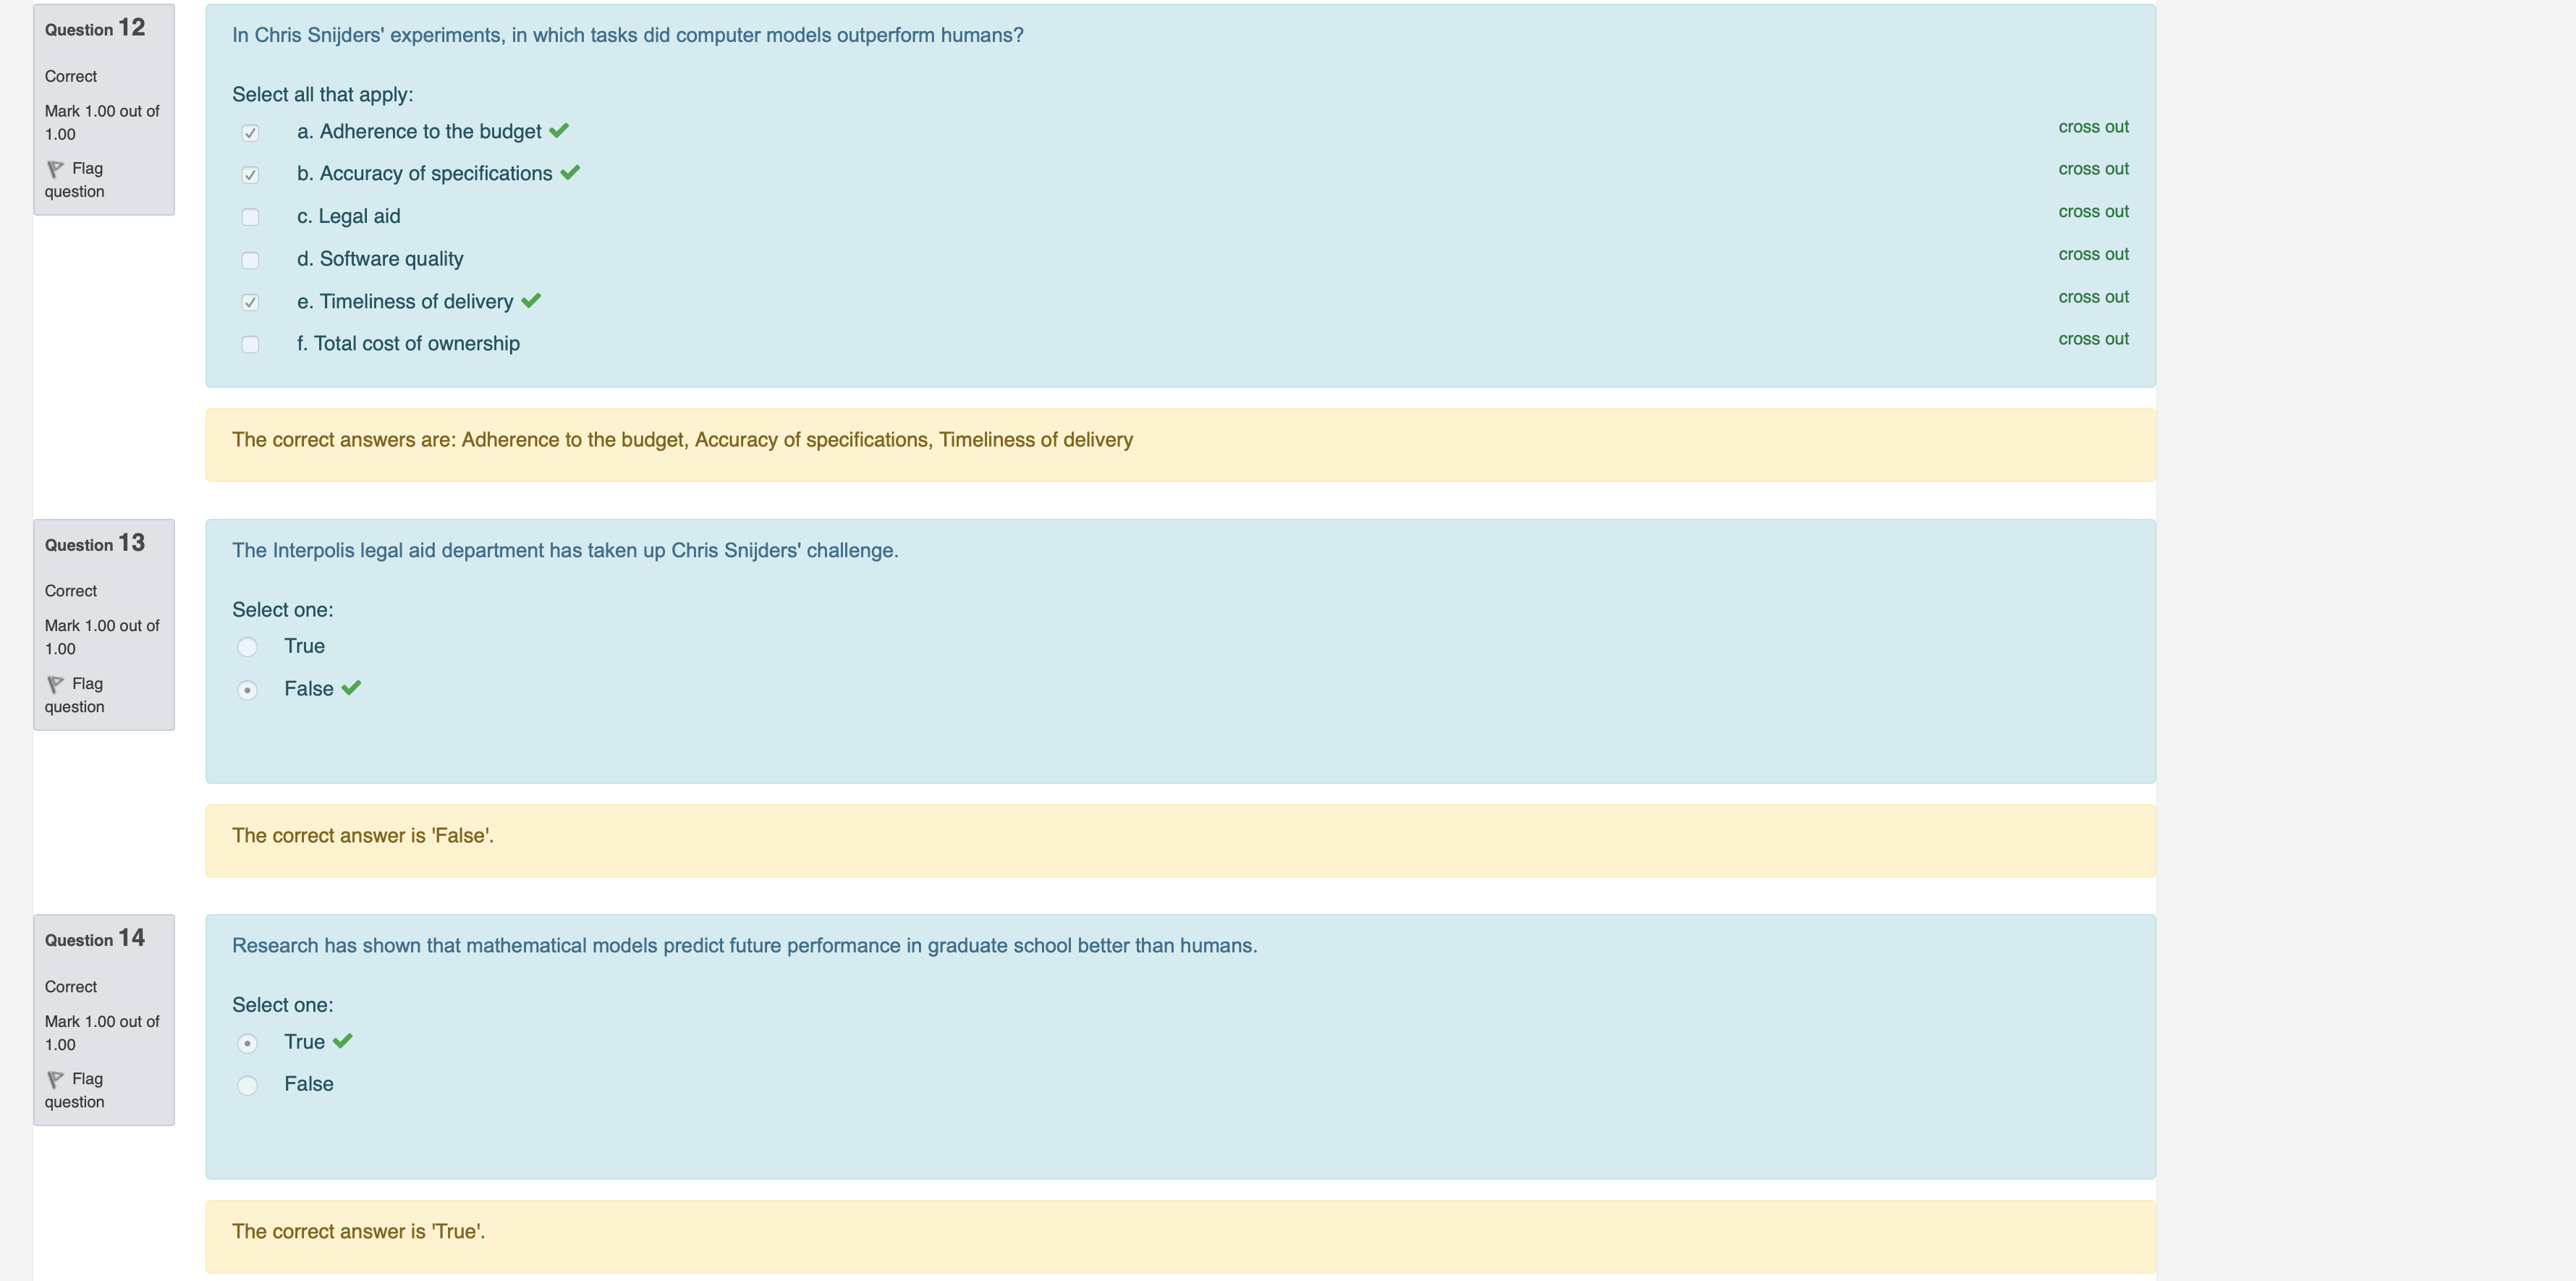 Question 12
Correct
Mark 1.00 out of
1.00
Flag
question
In Chris Snijders' experiments, in which tasks did computer models outperform humans?
Select all that apply:
a. Adherence to the budget
cross out
b. Accuracy of specifications
cross out
c. Legal aid
cross out
d. Software quality
cross out
e. Timeliness of delivery
cross out
f. Total cost of ownership
cross out
The correct answers are: Adherence to the budget, Accuracy of specifications, Timeliness of delivery
Question 13
Correct
Mark 1.00 out of
1.00
Flag
question
The Interpolis legal aid department has taken up Chris Snijders' challenge.
Select one:
True
False
The correct answer is 'False'.
Question 14
Correct
Mark 1.00 out of
1.00
Flag
question
Research has shown that mathematical models predict future performance in graduate school better than humans.
Select one:
True
False
The correct answer is 'True'.